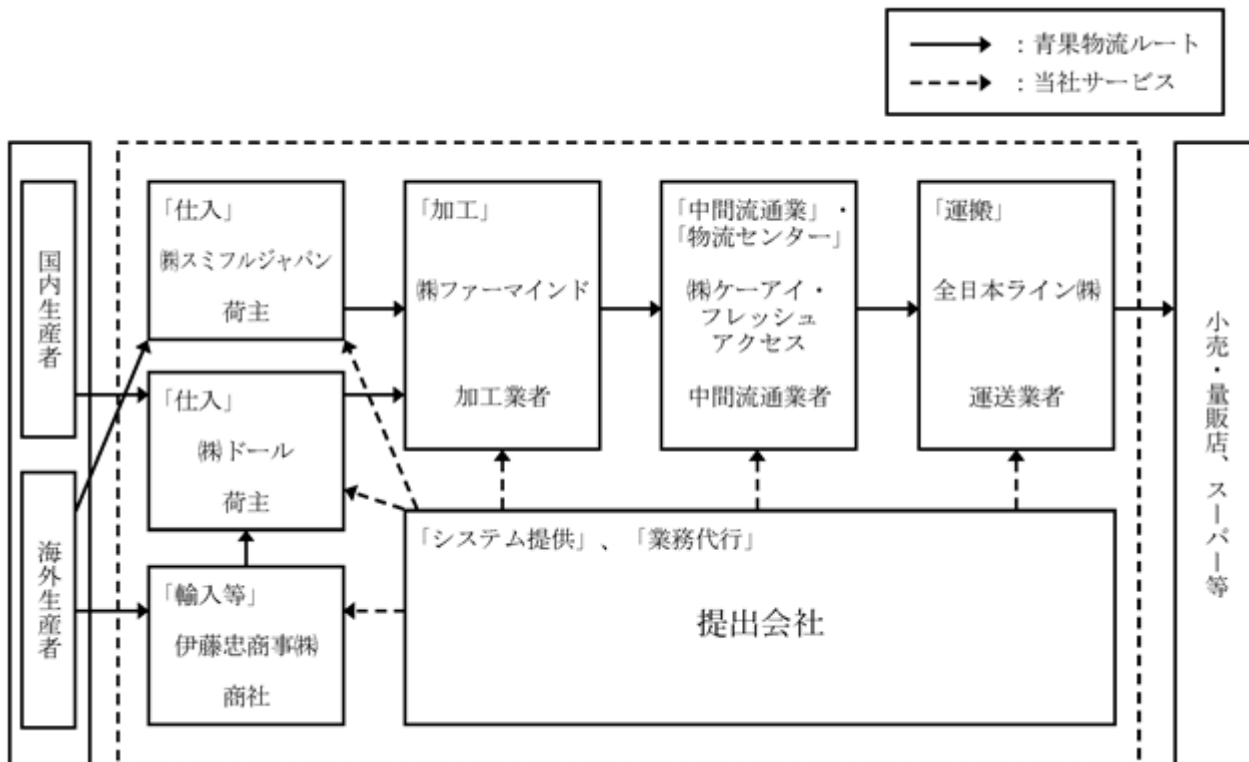 ：青果物流ルート
：当社サービス
国内生産者
海外生産者
「仕入」
㈱スミフルジャパン
荷主
「仕入」
㈱ドール
荷主
「輸入等」
伊藤忠商事㈱
商社
「加工」
㈱ファーマインド
加工業者
「中間流通業」・
「物流センター」
㈱ケーアイ・
フレッシュ
アクセス
中間流通業者
「運搬」
全日本ライン㈱
運送業者
「システム提供」、「業務代行」
提出会社
小売・量販店、スーパー等